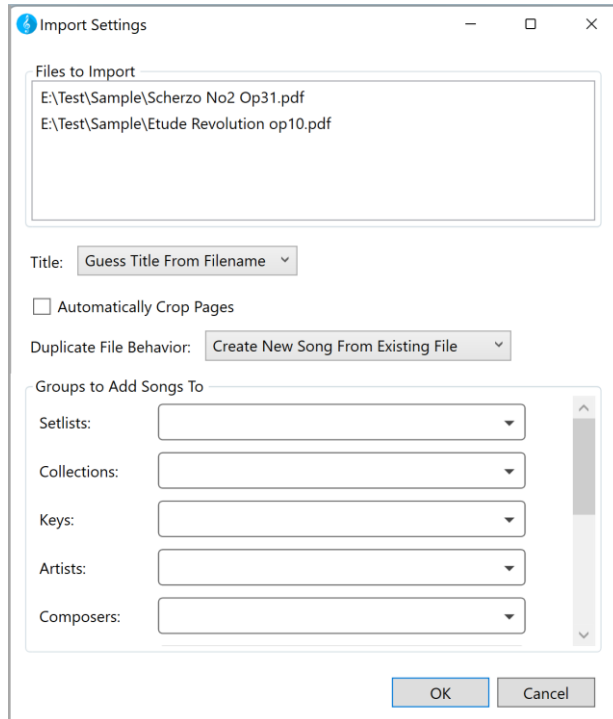 Import Settings
Files to Import
E:\Test\Sample\Scherzo No2 Op31.pdf
E:\Test\Sample\Etude Revolution op10.pdf
Title: Guess Title From Filename
Automatically Crop Pages
Duplicate File Behavior: Create New Song From Existing File
Groups to Add Songs To
Setlists:
Collections:
Keys:
Artists:
Composers:
OK Cancel